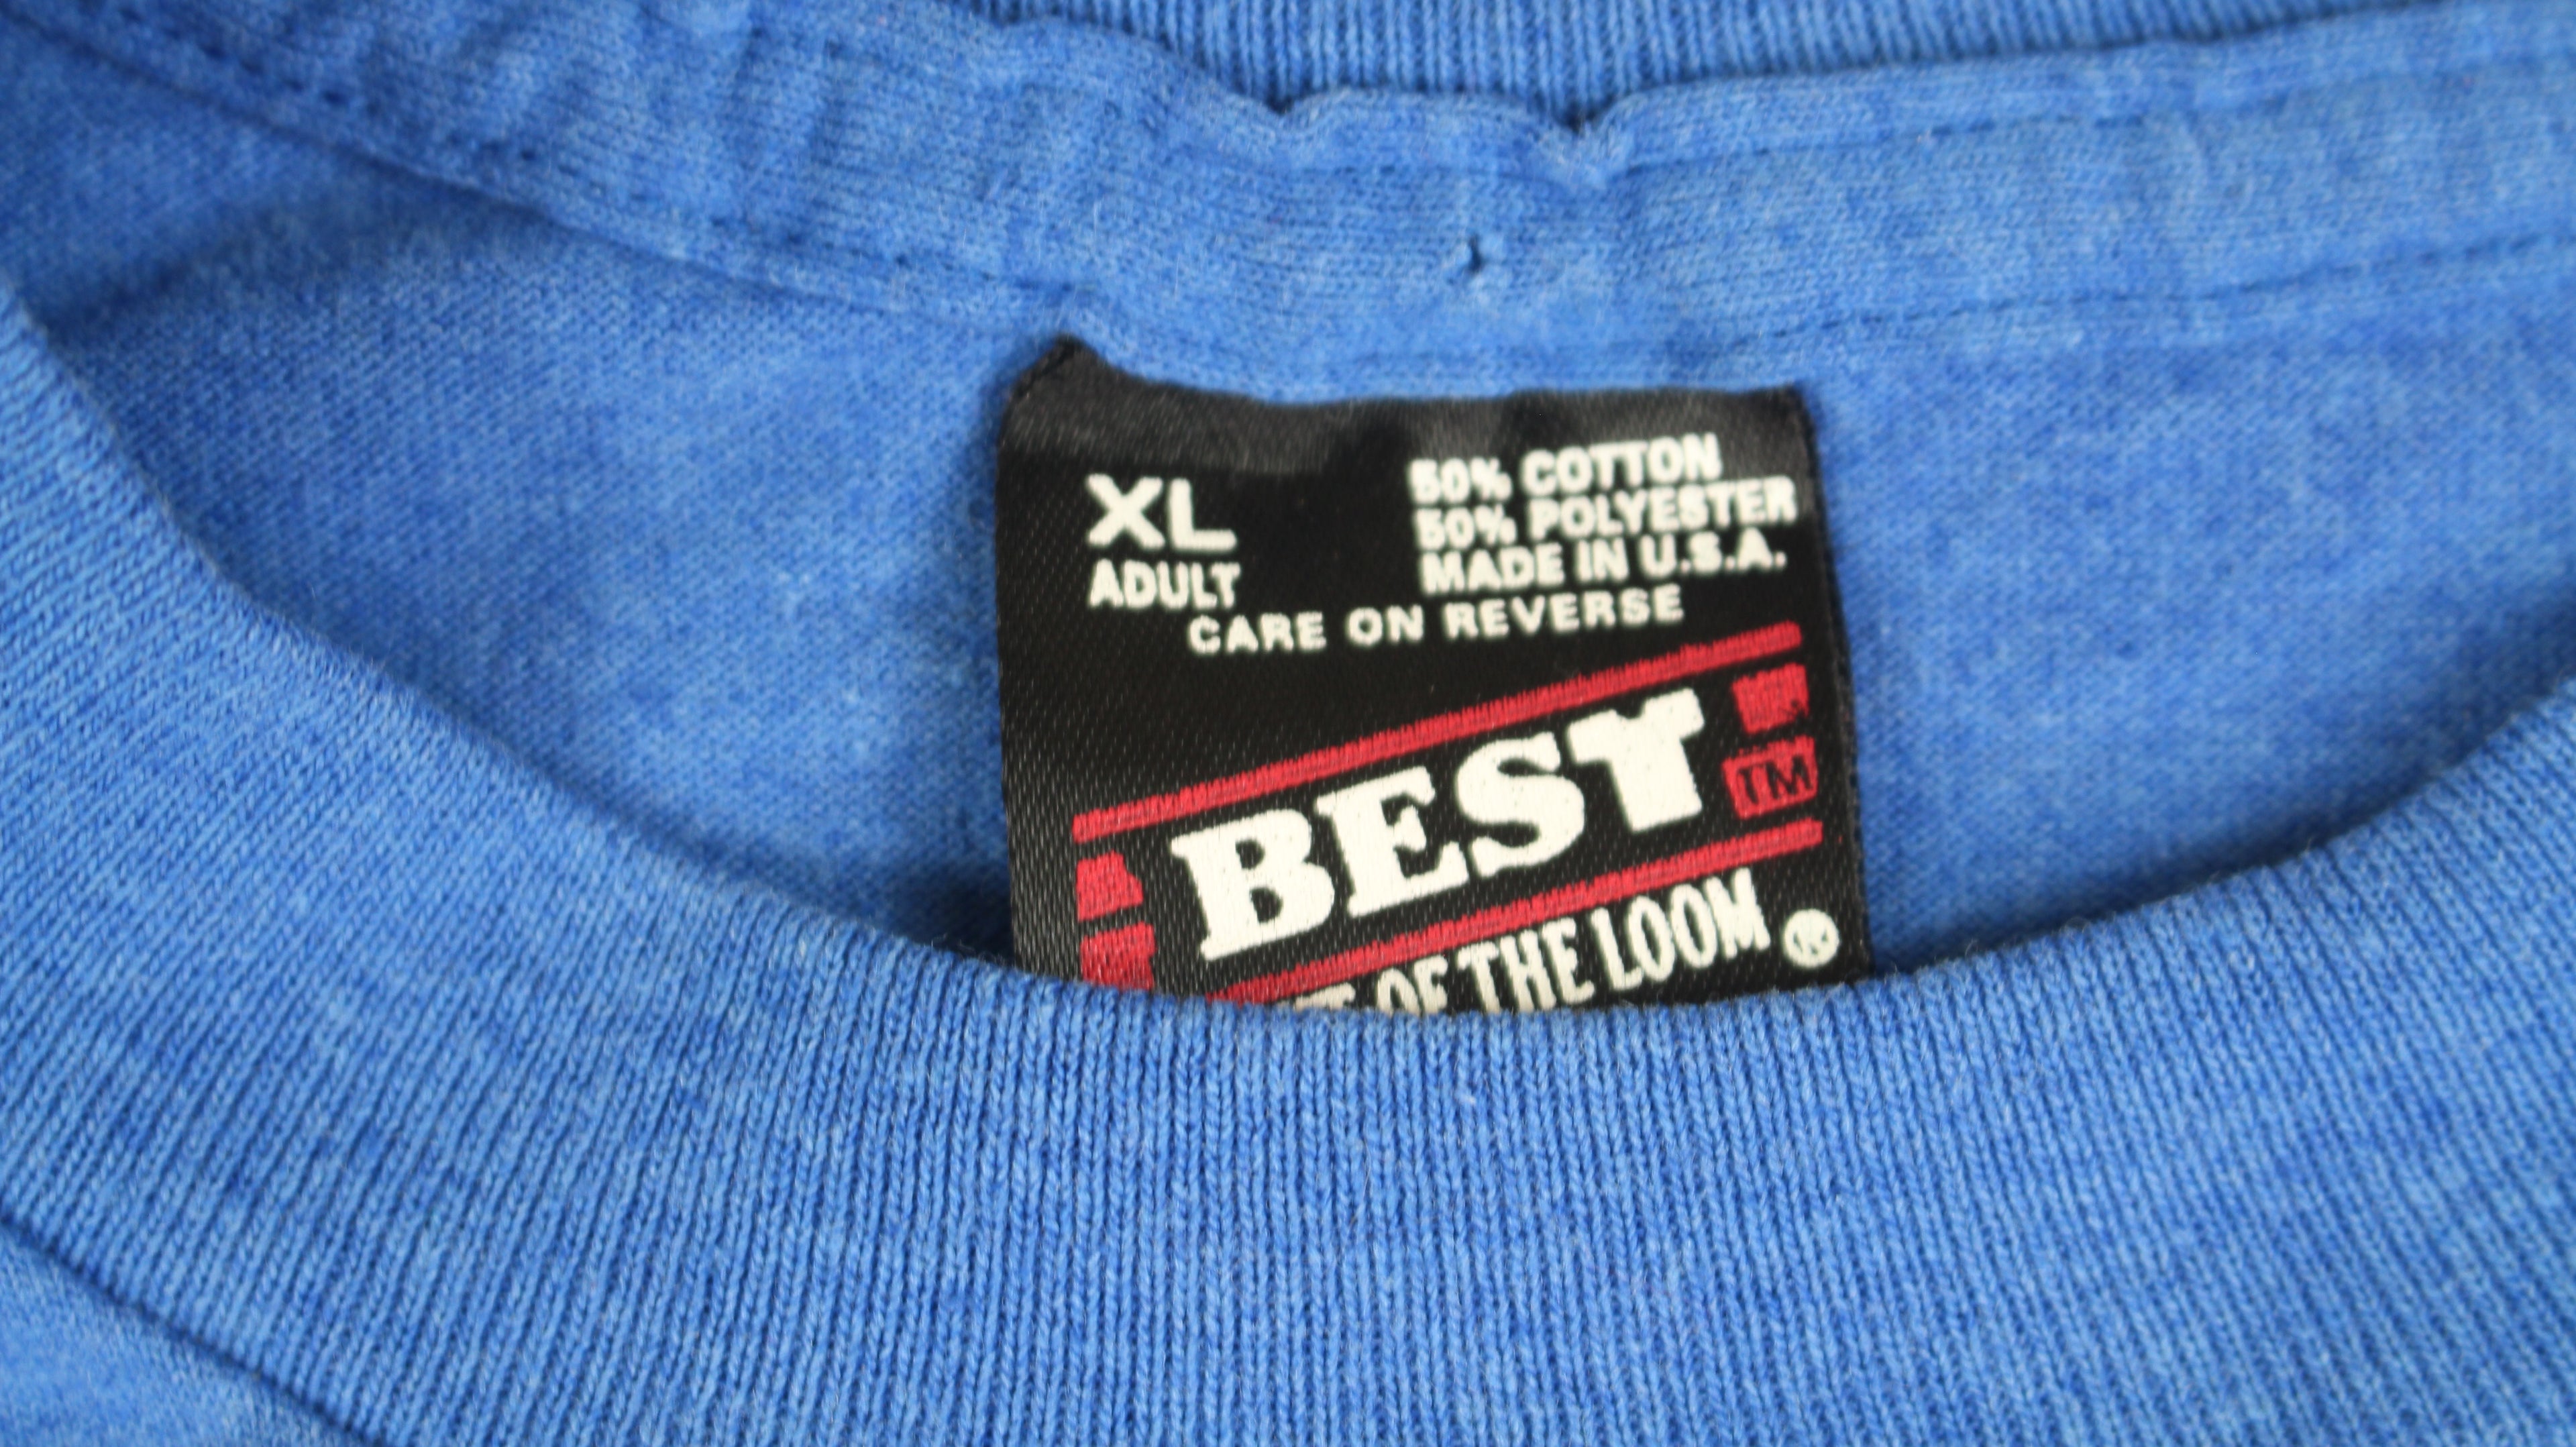 XL
ADULT
50% COTTON
50% POLYESTER
MADE IN U.S.A.
CARE ON REVERSE
BEST
TM
OF THE LOOM ®